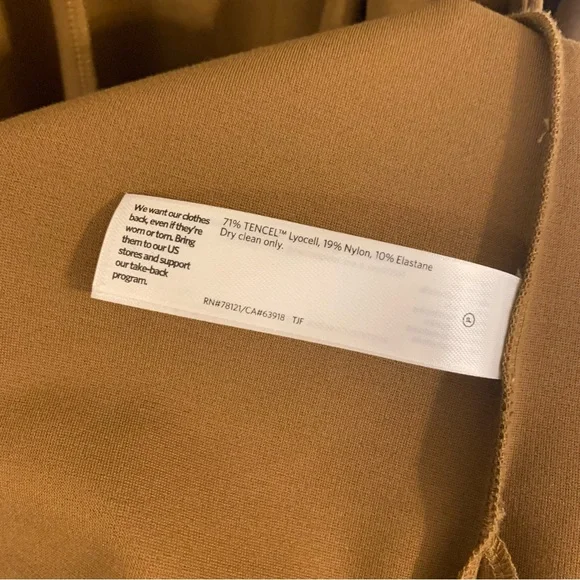 We want our clothes
back, even if they're
worn or torn. Bring
them to our US
stores and support
our take-back
program.
71% TENCEL™ Lyocell, 19% Nylon, 10% Elastane
Dry clean only.
RN#78121/CA#63918 TJF